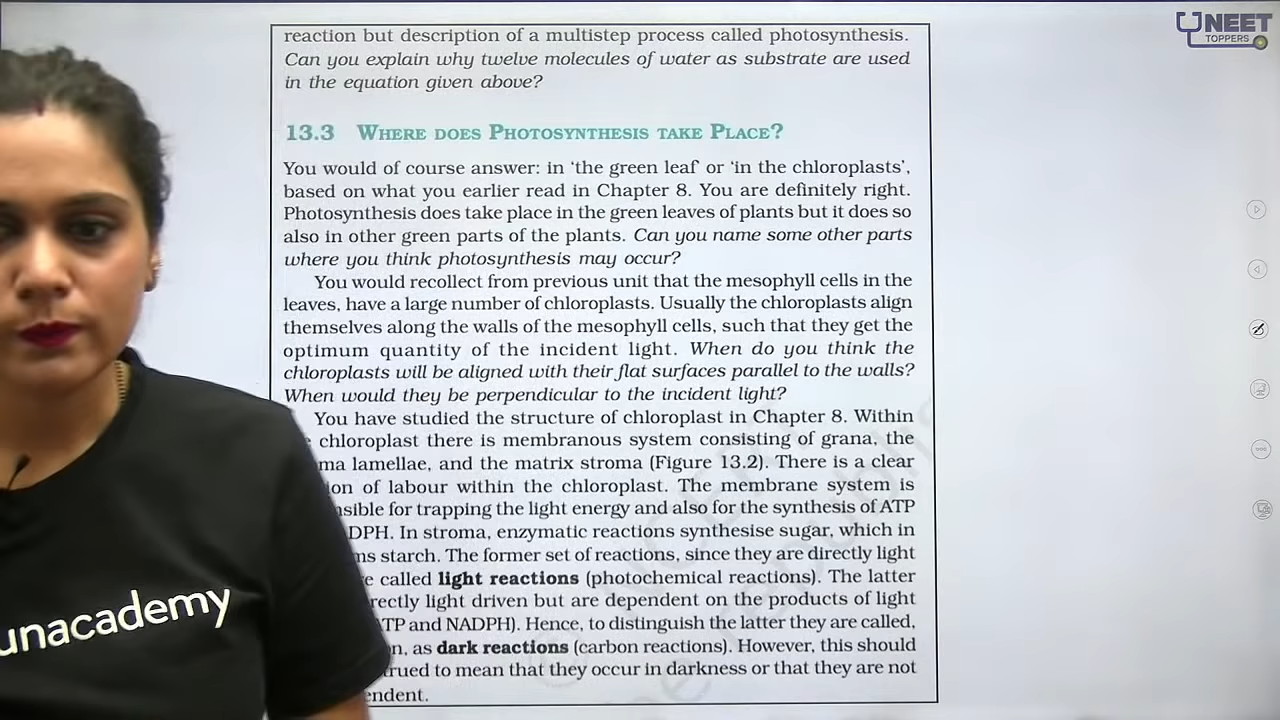 reaction but description of a multistep process called photosynthesis.
Can you explain why twelve molecules of water as substrate are used
in the equation given above?
13.3 WHERE DOES PHOTOSYNTHESIS TAKE PLACE?
You would of course answer: in ‘the green leaf’ or ‘in the chloroplasts’,
based on what you earlier read in Chapter 8. You are definitely right.
Photosynthesis does take place in the green leaves of plants but it does so
also in other green parts of the plants. Can you name some other parts
where you think photosynthesis may occur?
You would recollect from previous unit that the mesophyll cells in the
leaves, have a large number of chloroplasts. Usually the chloroplasts align
themselves along the walls of the mesophyll cells, such that they get the
optimum quantity of the incident light. When do you think the
chloroplasts will be aligned with their flat surfaces parallel to the walls?
When would they be perpendicular to the incident light?
You have studied the structure of chloroplast in Chapter 8. Within
chloroplast there is membranous system consisting of grana, the
ma lamellae, and the matrix stroma (Figure 13.2). There is a clear
ion of labour within the chloroplast. The membrane system is
nsible for trapping the light energy and also for the synthesis of ATP
DPH. In stroma, enzymatic reactions synthesise sugar, which in
ms starch. The former set of reactions, since they are directly light
e called light reactions (photochemical reactions). The latter
rectly light driven but are dependent on the products of light
TP and NADPH). Hence, to distinguish the latter they are called,
n, as dark reactions (carbon reactions). However, this should
trued to mean that they occur in darkness or that they are not
endent.
unacademy
NEET
TOPPERS